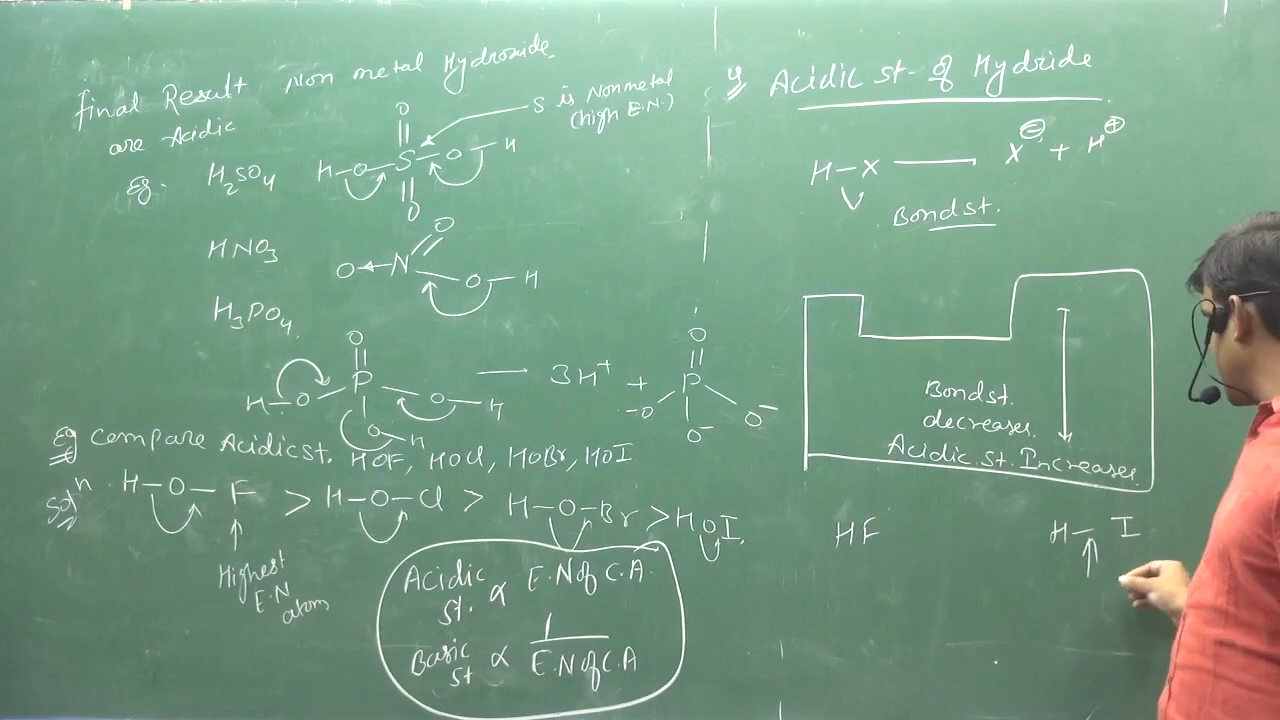 final Result Non metal Hydroxide
are Acidic
S is Nonmetal
(high E.N.)
Eg. H2SO4
O
H-O-S-O-H
O
HNO3
O
O←N
O-H
H3PO4
O
P
H-O
O-H
O-H
→ 3H+ +
O
P
-O
O-
O-
Eg compare Acidic st. HOF, HOCl, HOBr, HOI
Soln H-O-F > H-O-Cl > H-O-Br > HOI
Highest
E.N
atom
Acidic st. ∝ E.N of C.A.
Basic st ∝ 1/E.N of C.A
Acidic st. of Hydride
H-X → X⊖ + H⊕
Bond st.
Bond st.
decreases.
Acidic st. Increases.
HF
H-I